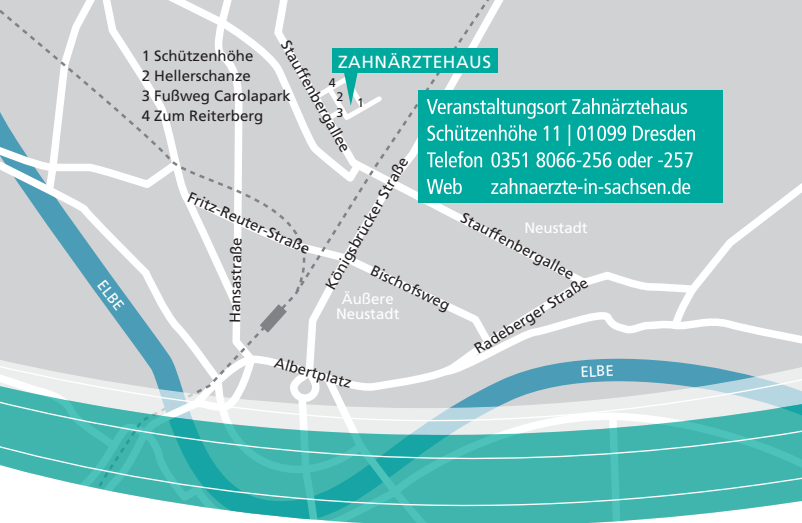 1 Schützenhöhe
2 Hellerschanze
3 Fußweg Carolapark
4 Zum Reiterberg
Stauffenbergallee
ZAHNÄRZTEHAUS
4
2
1
3
Veranstaltungsort Zahnärztehaus
Schützenhöhe 11 | 01099 Dresden
Telefon 0351 8066-256 oder -257
Web zahnaerzte-in-sachsen.de
Fritz-Reuter-Straße
Königsbrücker Straße
Stauffenbergallee
Neustadt
Hansastraße
Bischofsweg
ELBE
Äußere
Neustadt
Radeberger Straße
Albertplatz
ELBE